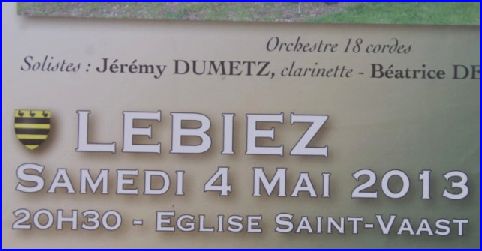 Orchestre 18 cordes
Solistes : Jérémy DUMETZ, clarinette - Béatrice DE
LEBIEZ
SAMEDI 4 MAI 2013
20H30 - EGLISE SAINT-VAAST